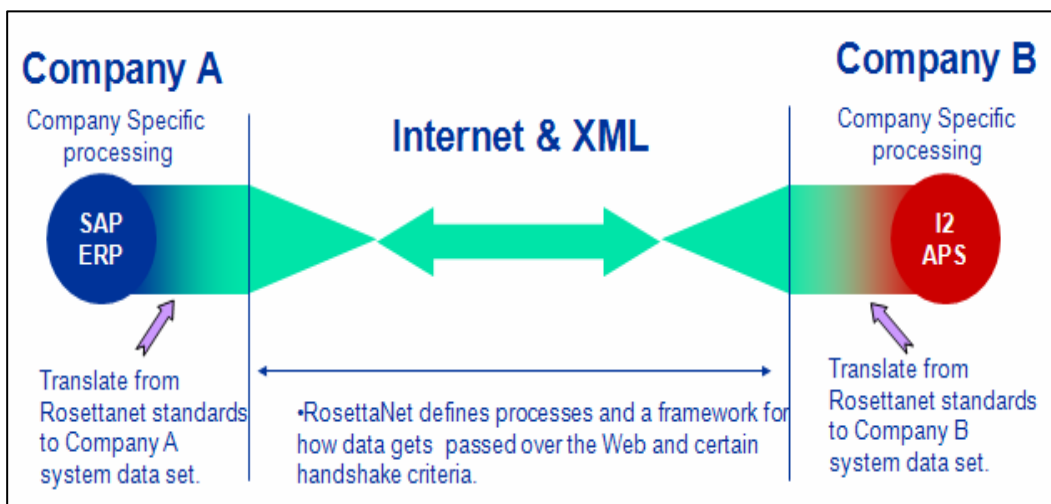 Company A
Company Specific
processing
SAP
ERP
Translate from
Rosettanet standards
to Company A
system data set.
Internet & XML
•RosettaNet defines processes and a framework for
how data gets passed over the Web and certain
handshake criteria.
Company B
Company Specific
processing
I2
APS
Translate from
Rosettanet standards
to Company B
system data set.